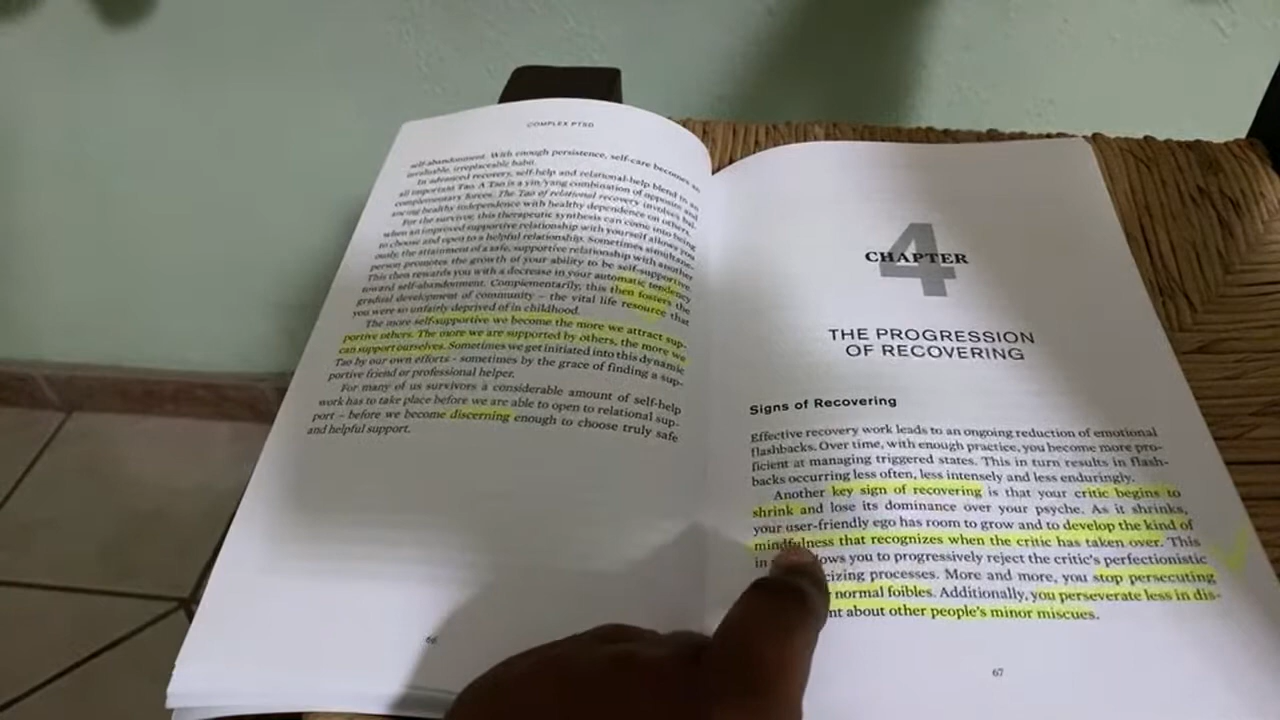 COMPLEX PTSD
self-abandonment. With enough persistence, self-care becomes an
invaluable, irreplaceable habit.
In advanced recovery, self-help and relational-help blend in an
all important Tao. A Tao is a yin/yang combination of opposite and
complementary forces. The Tao of relational recovery involves bal-
ancing healthy independence with healthy dependence on others.
For the survivor, this therapeutic synthesis can come into being
when an improved supportive relationship with yourself allows you
to choose and open to a helpful relationship. Sometimes simultane-
ously, the attainment of a safe, supportive relationship with another
person promotes the growth of your ability to be self-supportive.
This then rewards you with a decrease in your automatic tendency
toward self-abandonment. Complementarily, this then fosters the
gradual development of community – the vital life resource that
you were so unfairly deprived of in childhood.
The more self-supportive we become the more we attract sup-
portive others. The more we are supported by others, the more we
can support ourselves. Sometimes we get initiated into this dynamic
Tao by our own efforts – sometimes by the grace of finding a sup-
portive friend or professional helper.
For many of us survivors a considerable amount of self-help
work has to take place before we are able to open to relational sup-
port – before we become discerning enough to choose truly safe
and helpful support.
66
4
CHAPTER
THE PROGRESSION
OF RECOVERING
Signs of Recovering
Effective recovery work leads to an ongoing reduction of emotional
flashbacks. Over time, with enough practice, you become more pro-
ficient at managing triggered states. This in turn results in flash-
backs occurring less often, less intensely and less enduringly.
Another key sign of recovering is that your critic begins to
shrink and lose its dominance over your psyche. As it shrinks,
your user-friendly ego has room to grow and to develop the kind of
mindfulness that recognizes when the critic has taken over. This
in allows you to progressively reject the critic's perfectionistic
cizing processes. More and more, you stop persecuting
normal foibles. Additionally, you perseverate less in dis-
nt about other people's minor miscues.
67